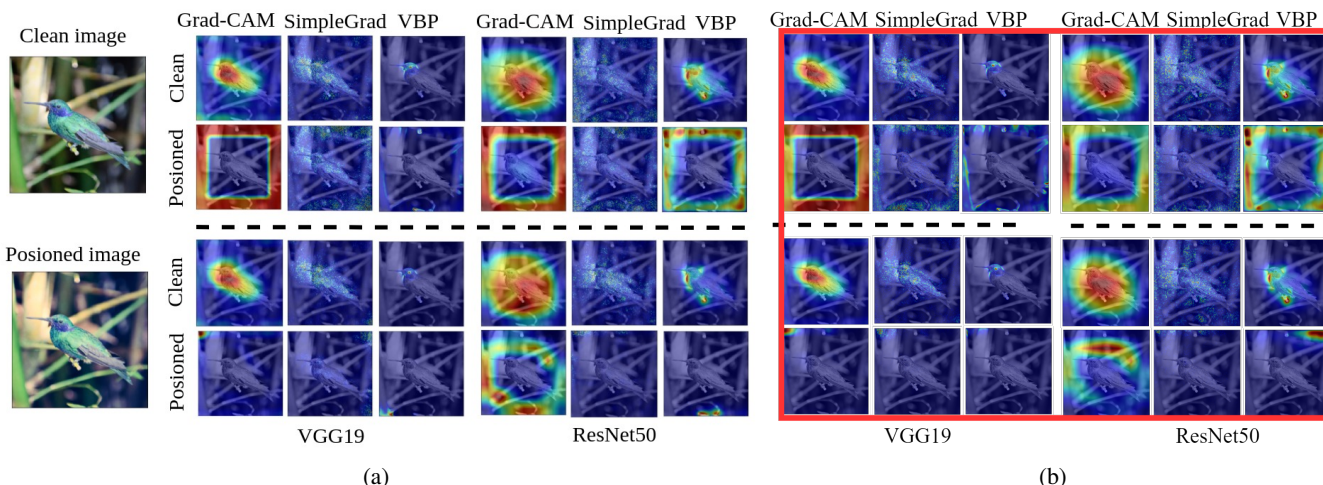 Grad-CAM SimpleGrad VBP
Grad-CAM SimpleGrad VBP
Grad-CAM SimpleGrad VBP
Grad-CAM SimpleGrad VBP
Clean image
Clean
Posioned
Posioned image
Clean
Posioned
VGG19
ResNet50
VGG19
ResNet50
(a)
(b)